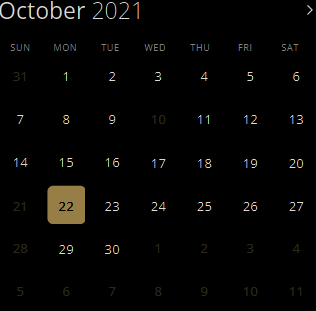 October 2021
SUN MON TUE WED THU FRI SAT
31 1 2 3 4 5 6
7 8 9 10 11 12 13
14 15 16 17 18 19 20
21 22 23 24 25 26 27
28 29 30 1 2 3 4
5 6 7 8 9 10 11